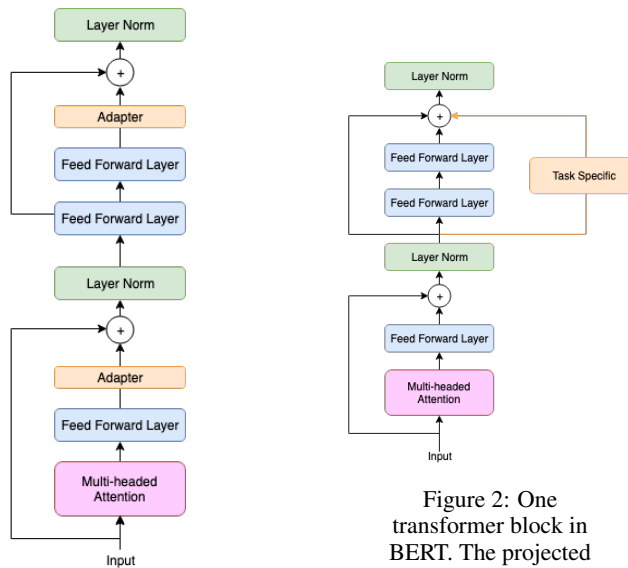 Layer Norm
+
Adapter
Feed Forward Layer
Feed Forward Layer
Layer Norm
+
Adapter
Feed Forward Layer
Multi-headed
Attention
Input
Layer Norm
+
Feed Forward Layer
Feed Forward Layer
Task Specific
Layer Norm
+
Feed Forward Layer
Multi-headed
Attention
Input
Figure 2: One
transformer block in
BERT. The projected